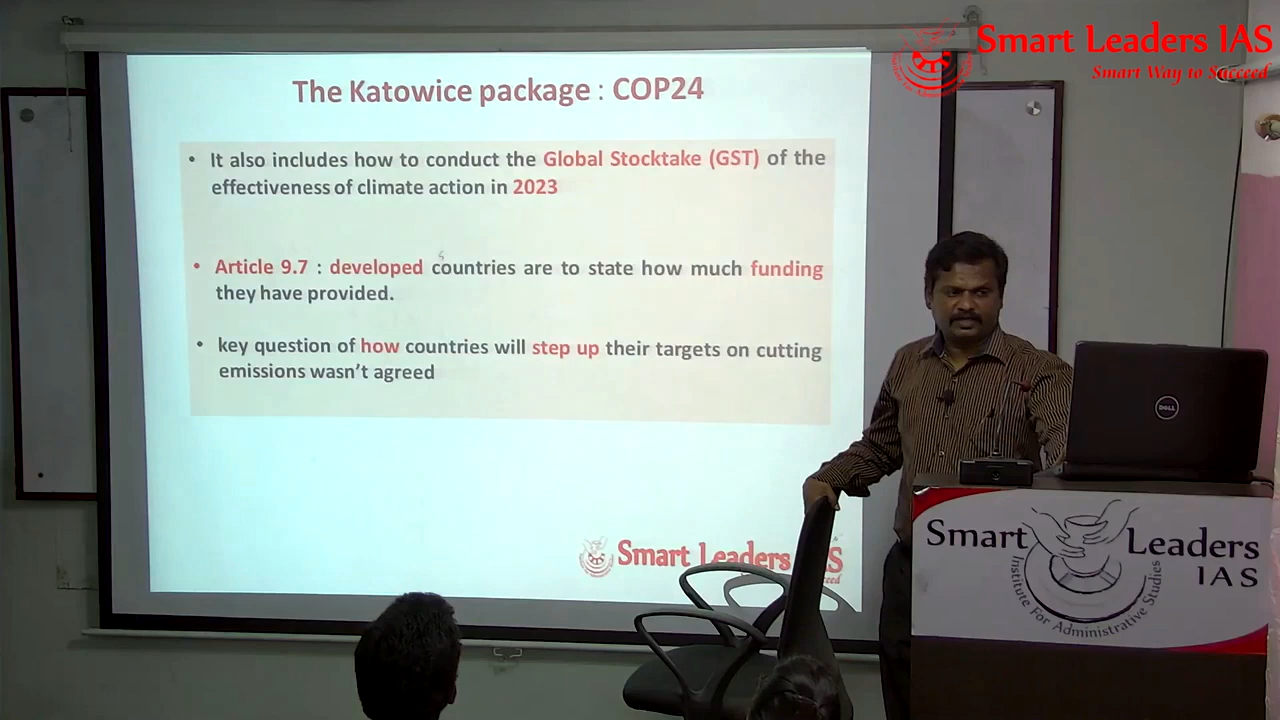 Smart Leaders IAS
Smart Way to Succeed
The Katowice package : COP24
• It also includes how to conduct the Global Stocktake (GST) of the
effectiveness of climate action in 2023
• Article 9.7 : developed countries are to state how much funding
they have provided.
• key question of how countries will step up their targets on cutting
emissions wasn't agreed
Smart Leaders IAS
DELL
Smart Leaders
IAS
Institute For Administrative Studies